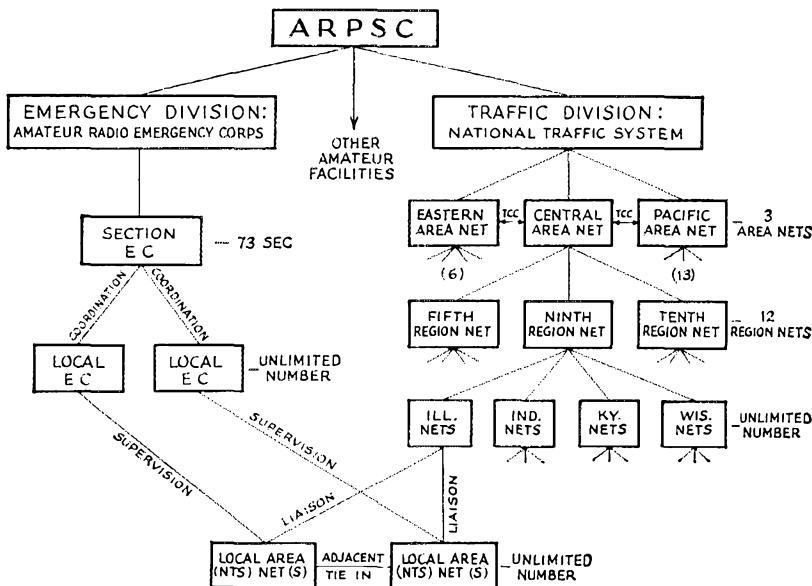 ARPSC
EMERGENCY DIVISION:
AMATEUR RADIO EMERGENCY CORPS
OTHER
AMATEUR
FACILITIES
TRAFFIC DIVISION:
NATIONAL TRAFFIC SYSTEM
SECTION
EC
73 SEC
COORDINATION
COORDINATION
LOCAL
EC
LOCAL
EC
UNLIMITED
NUMBER
EASTERN
AREA NET
TCC
CENTRAL
AREA NET
TCC
PACIFIC
AREA NET
3
AREA NETS
(6)
(13)
FIFTH
REGION NET
NINTH
REGION NET
TENTH
REGION NET
12
REGION NETS
ILL.
NETS
IND.
NETS
KY.
NETS
WIS.
NETS
UNLIMITED
NUMBER
SUPERVISION
SUPERVISION
LIAISON
LIAISON
LOCAL AREA
(NTS) NET (S)
ADJACENT
TIE IN
LOCAL AREA
(NTS) NET (S)
UNLIMITED
NUMBER